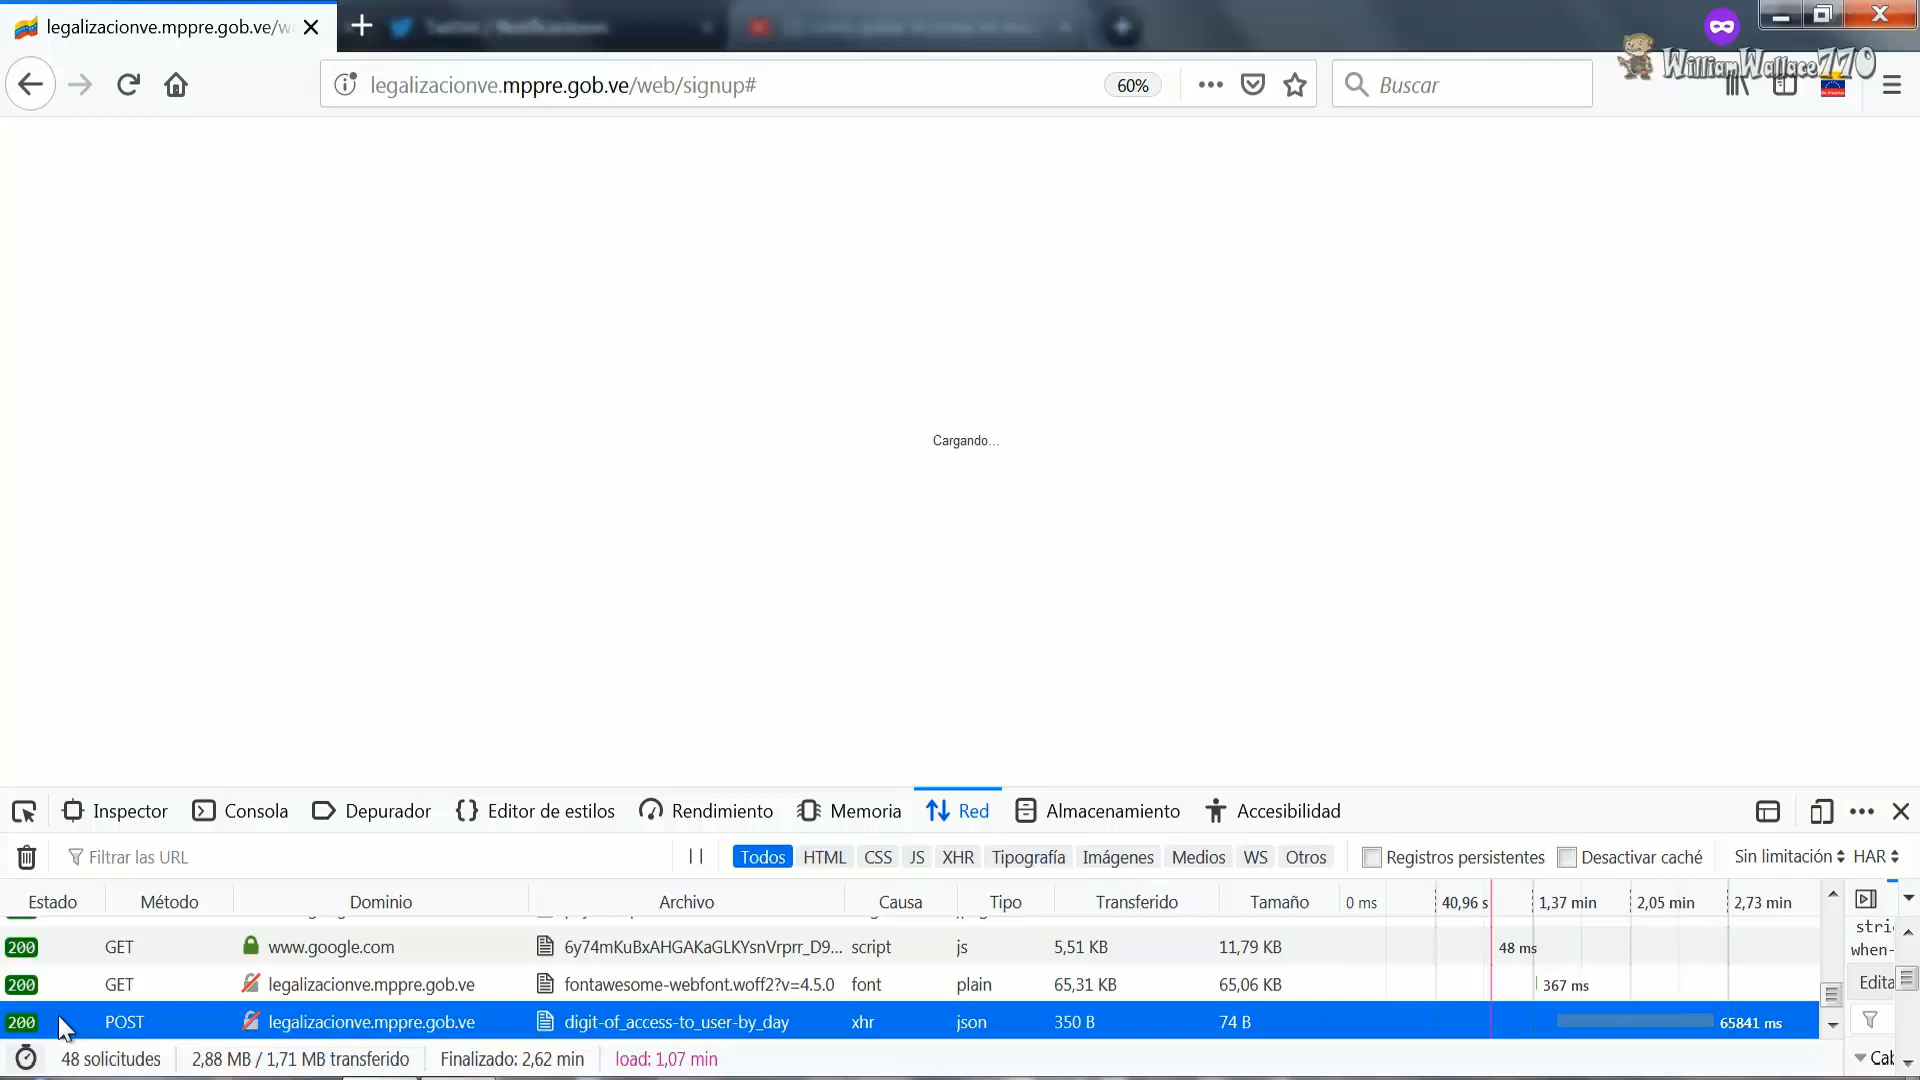 legalizacionve.mppre.gob.ve/w
Twitter / Notificaciones
legalizacionve.mppre.gob.ve/web/signup#
60%
Buscar
WilliamWallace770
Cargando...
Inspector
Consola
Depurador
Editor de estilos
Rendimiento
Memoria
Red
Almacenamiento
Accesibilidad
Filtrar las URL
Todos HTML CSS JS XHR Tipografía Imágenes Medios WS Otros
Registros persistentes
Desactivar caché
Sin limitación
HAR
Estado Método Dominio Archivo Causa Tipo Transferido Tamaño 0 ms 40,96 s 1,37 min 2,05 min 2,73 min
200 GET www.google.com 6y74mKuBxAHGAKaGLKYsnVrprr_D9... script js 5,51 KB 11,79 KB 48 ms
200 GET legalizacionve.mppre.gob.ve fontawesome-webfont.woff2?v=4.5.0 font plain 65,31 KB 65,06 KB 367 ms
200 POST legalizacionve.mppre.gob.ve digit-of_access-to_user-by_day xhr json 350 B 74 B 65841 ms
stri
when-
Edita
Cab
48 solicitudes
2,88 MB / 1,71 MB transferido
Finalizado: 2,62 min
load: 1,07 min